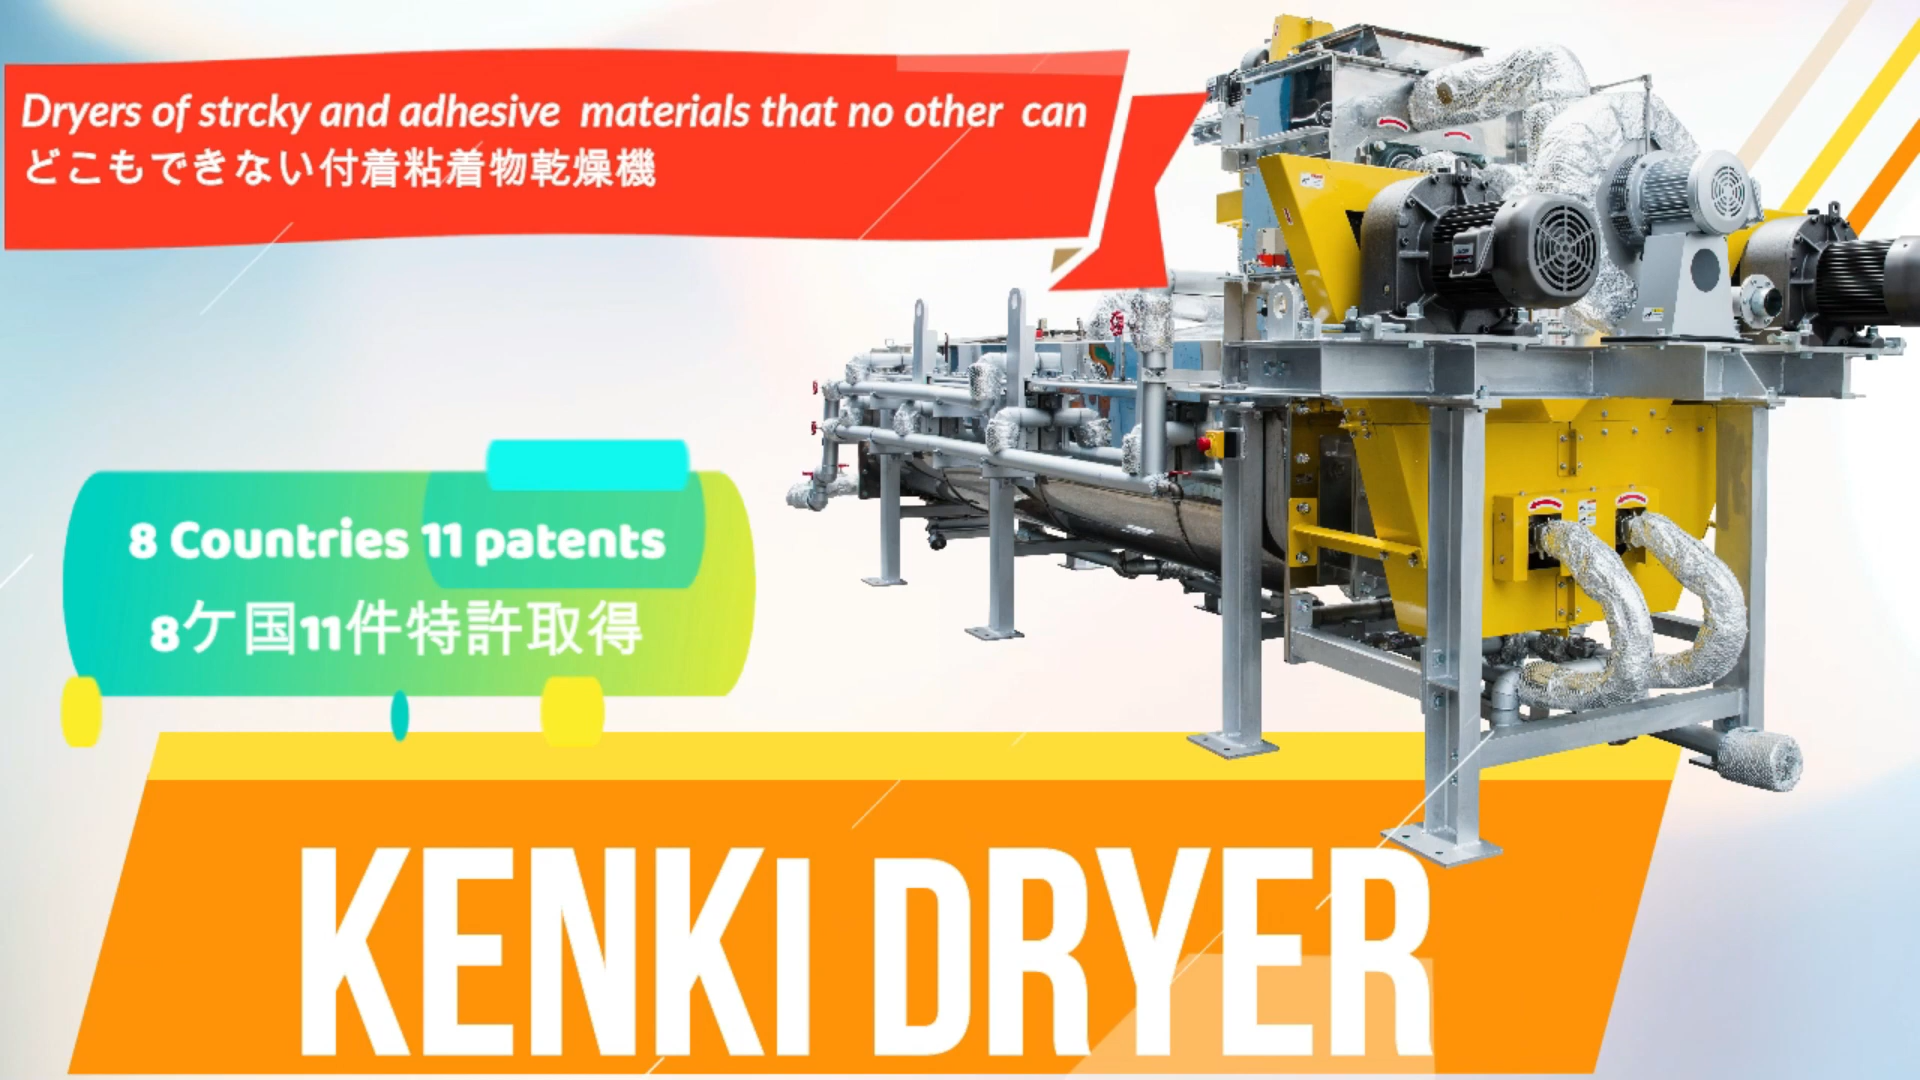 Dryers of strcky and adhesive materials that no other can
どこもできない付着粘着物乾燥機
8 Countries 11 patents
8ケ国11件特許取得
KENKI DRYER